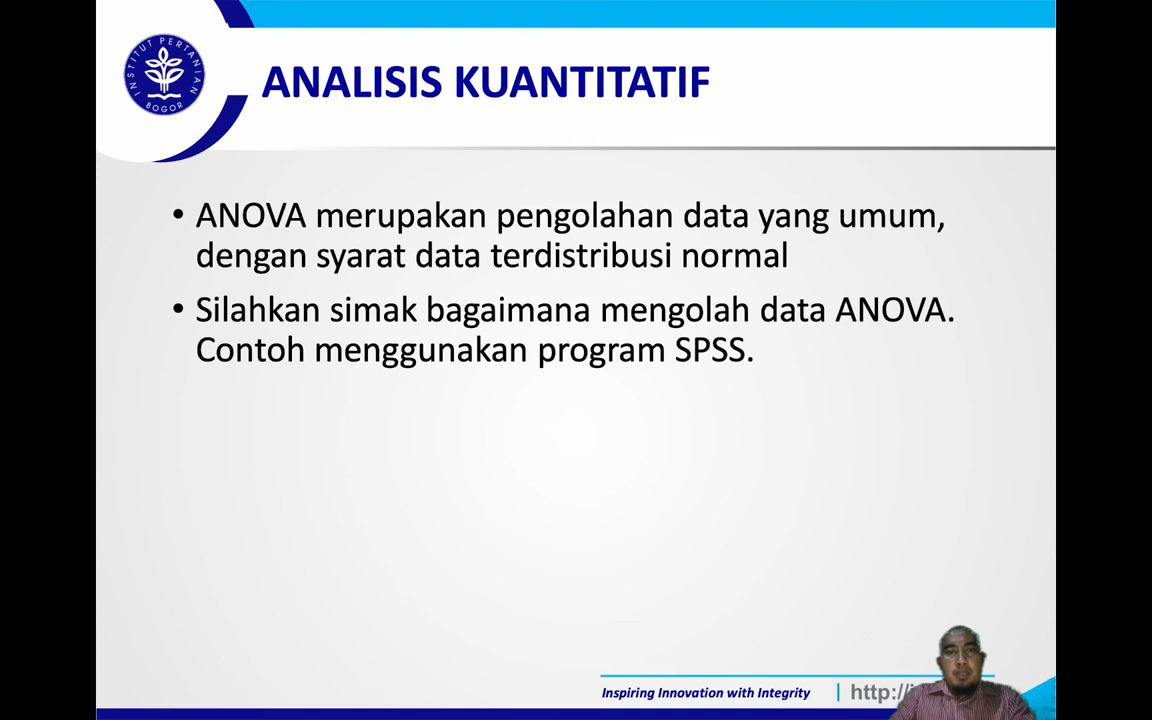 INSTITUT PERTANIAN
BOGOR
ANALISIS KUANTITATIF
• ANOVA merupakan pengolahan data yang umum,
dengan syarat data terdistribusi normal
• Silahkan simak bagaimana mengolah data ANOVA.
Contoh menggunakan program SPSS.
Inspiring Innovation with Integrity | http://i